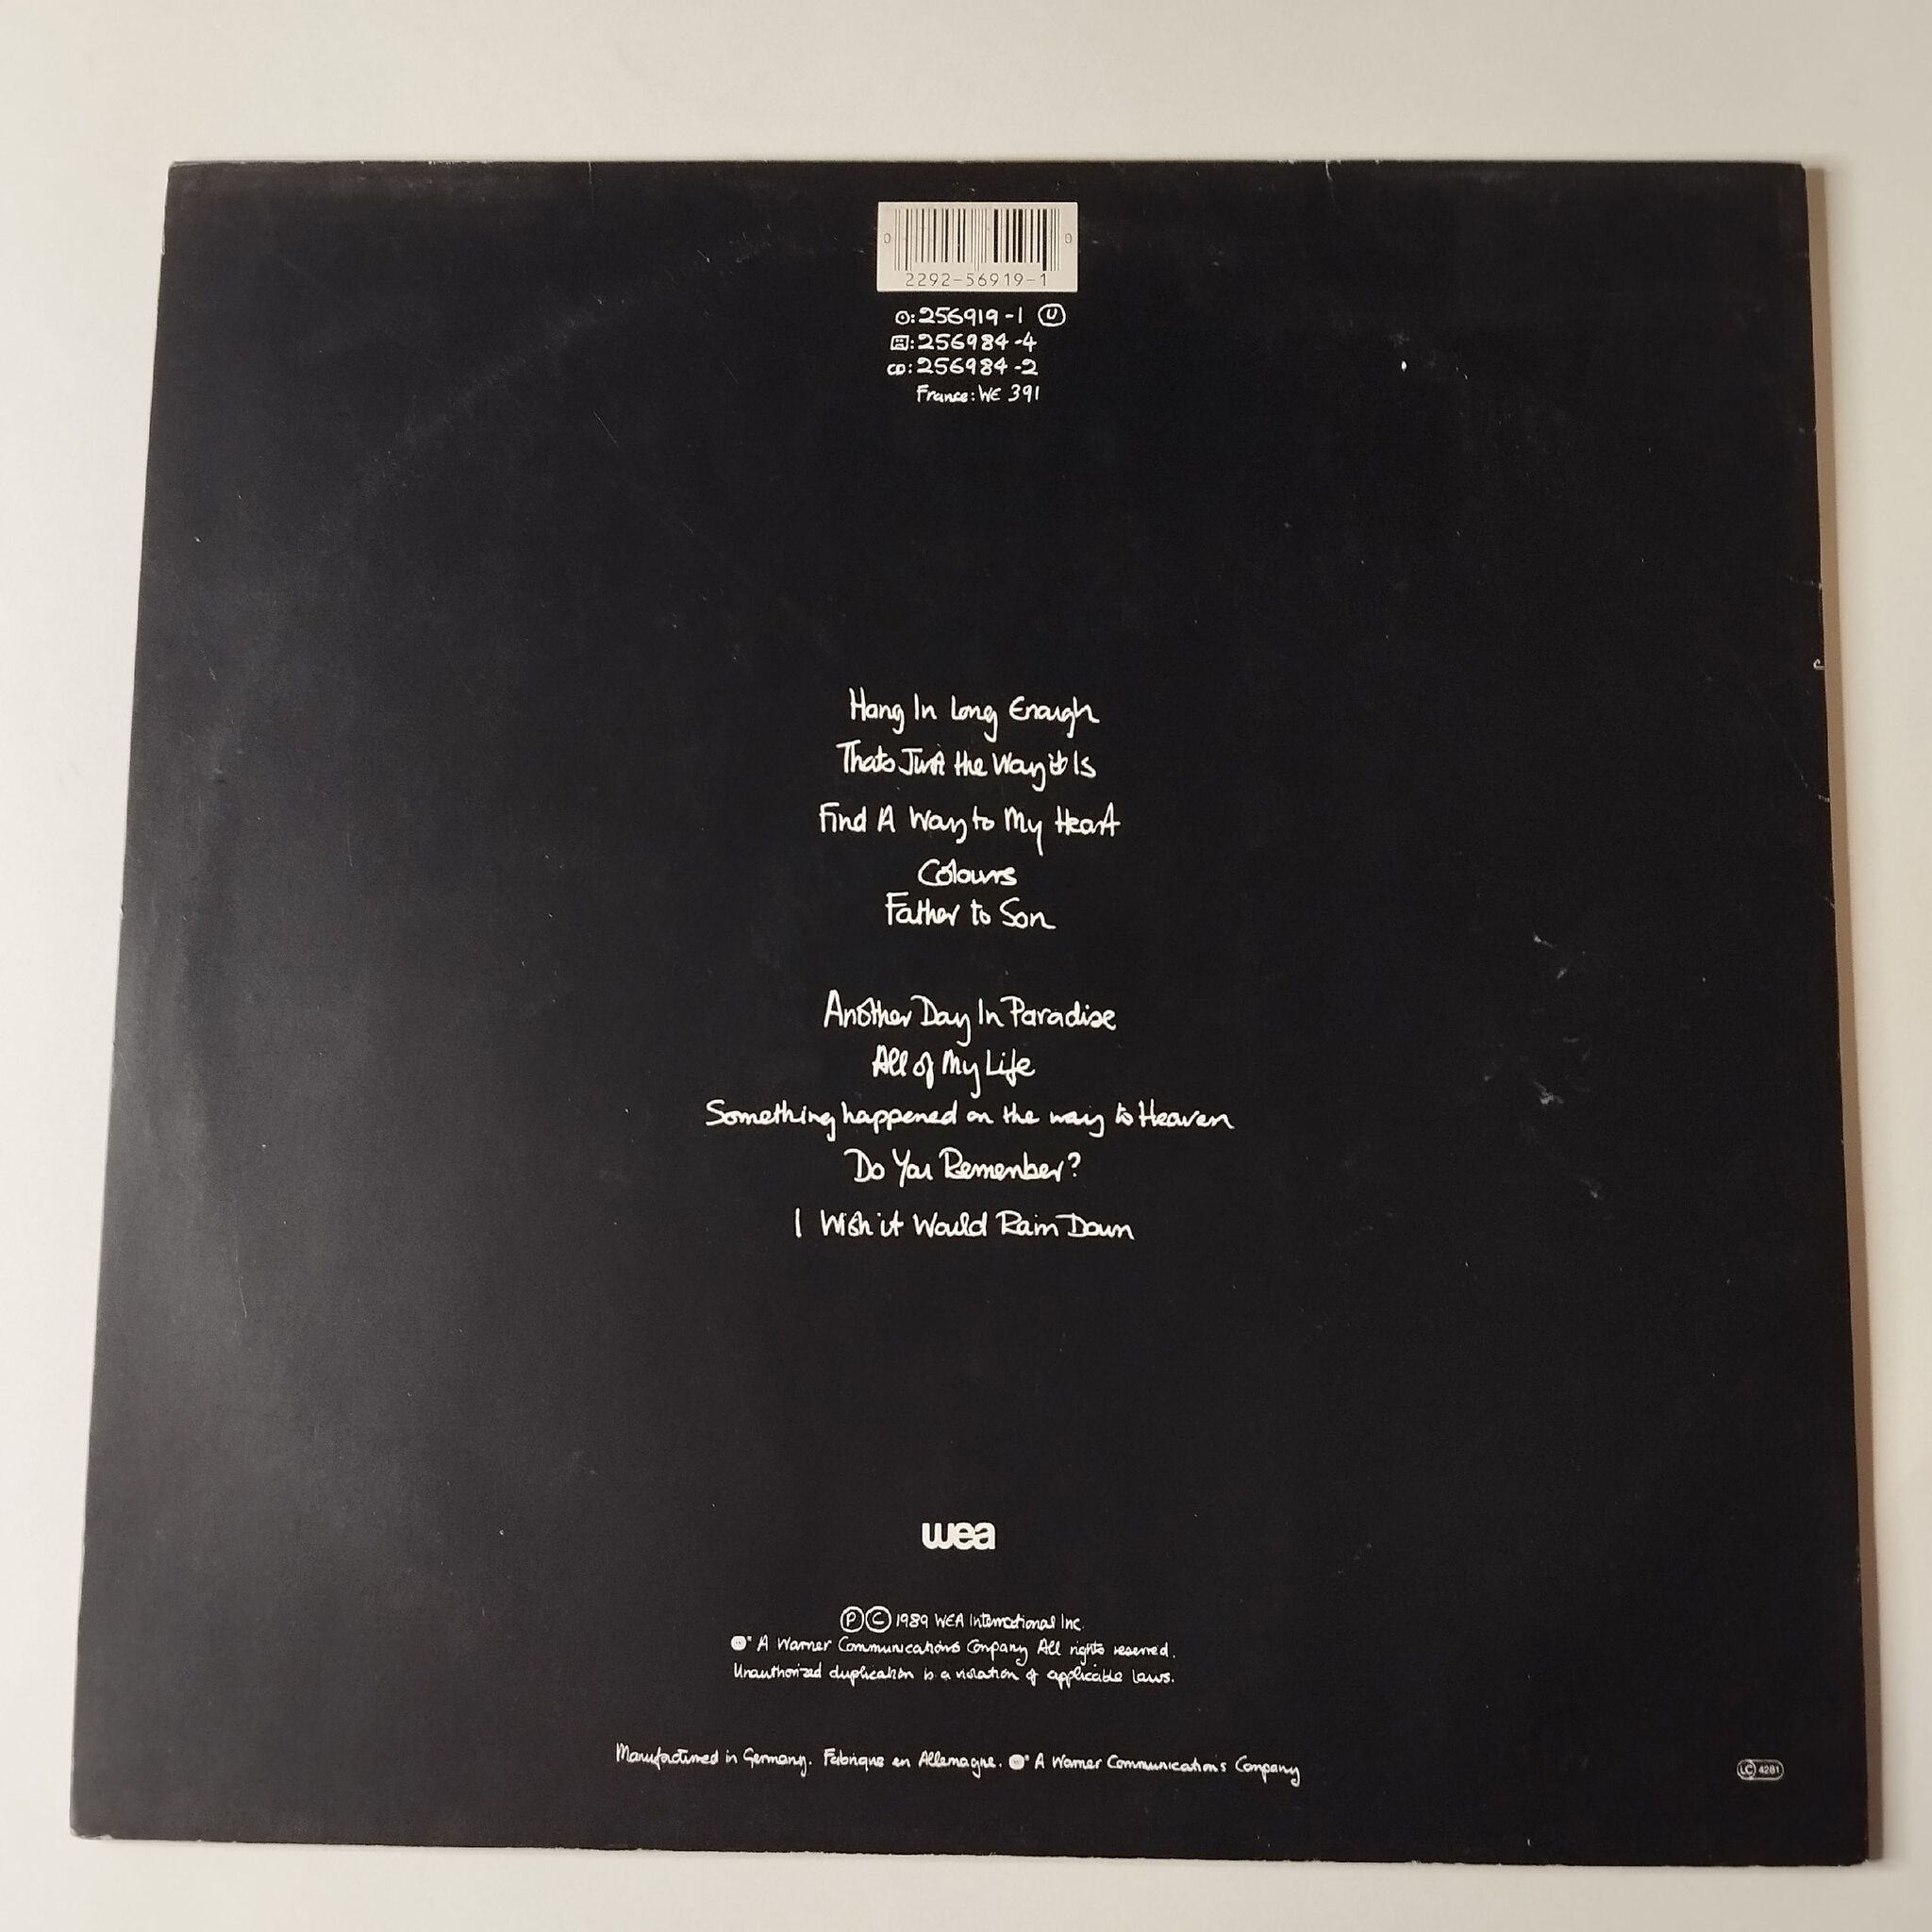 0 0
2292-56919-1
: 256919-1 U
: 256984-4
CD: 256984-2
France: WE 391
Hang In Long Enough
Thats Just the Way it Is
Find A Way to My Heart
Colours
Father to Son
Another Day In Paradise
All of My Life
Something happened on the way to Heaven
Do You Remember?
I Wish it Would Rain Down
wea
Ⓟ Ⓒ 1989 WEA International Inc.
A Warner Communications Company All rights reserved.
Unauthorized duplication is a violation of applicable laws.
Manufactured in Germany. Fabrique en Allemagne. A Warner Communications Company
LC 4281